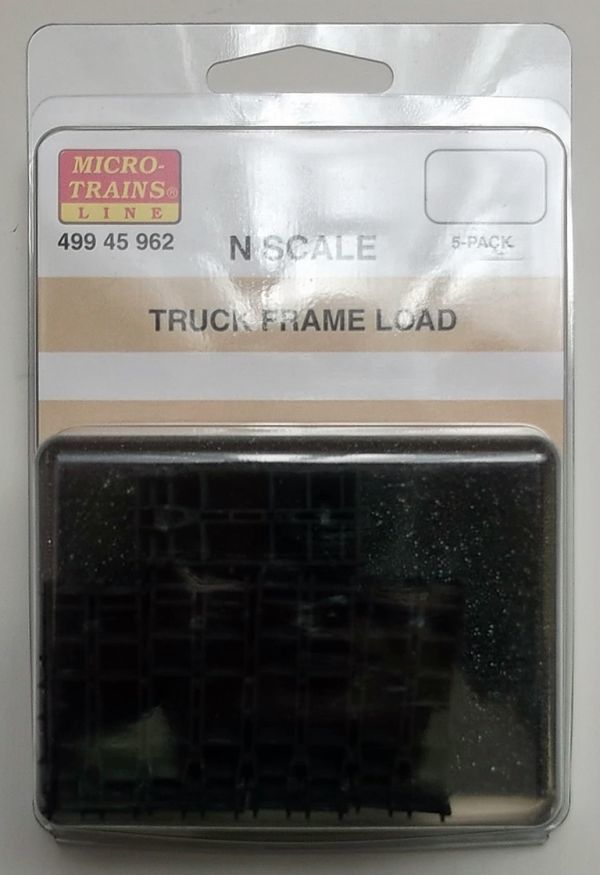 MICRO-
TRAINS®
LINE
499 45 962
N SCALE
5-PACK
TRUCK FRAME LOAD